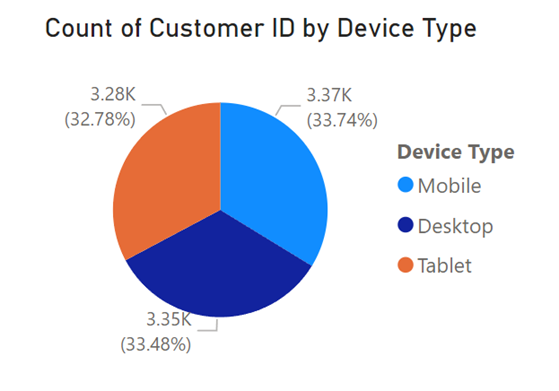 Count of Customer ID by Device Type
3.28K
(32.78%)
3.37K
(33.74%)
Device Type
Mobile
Desktop
Tablet
3.35K
(33.48%)